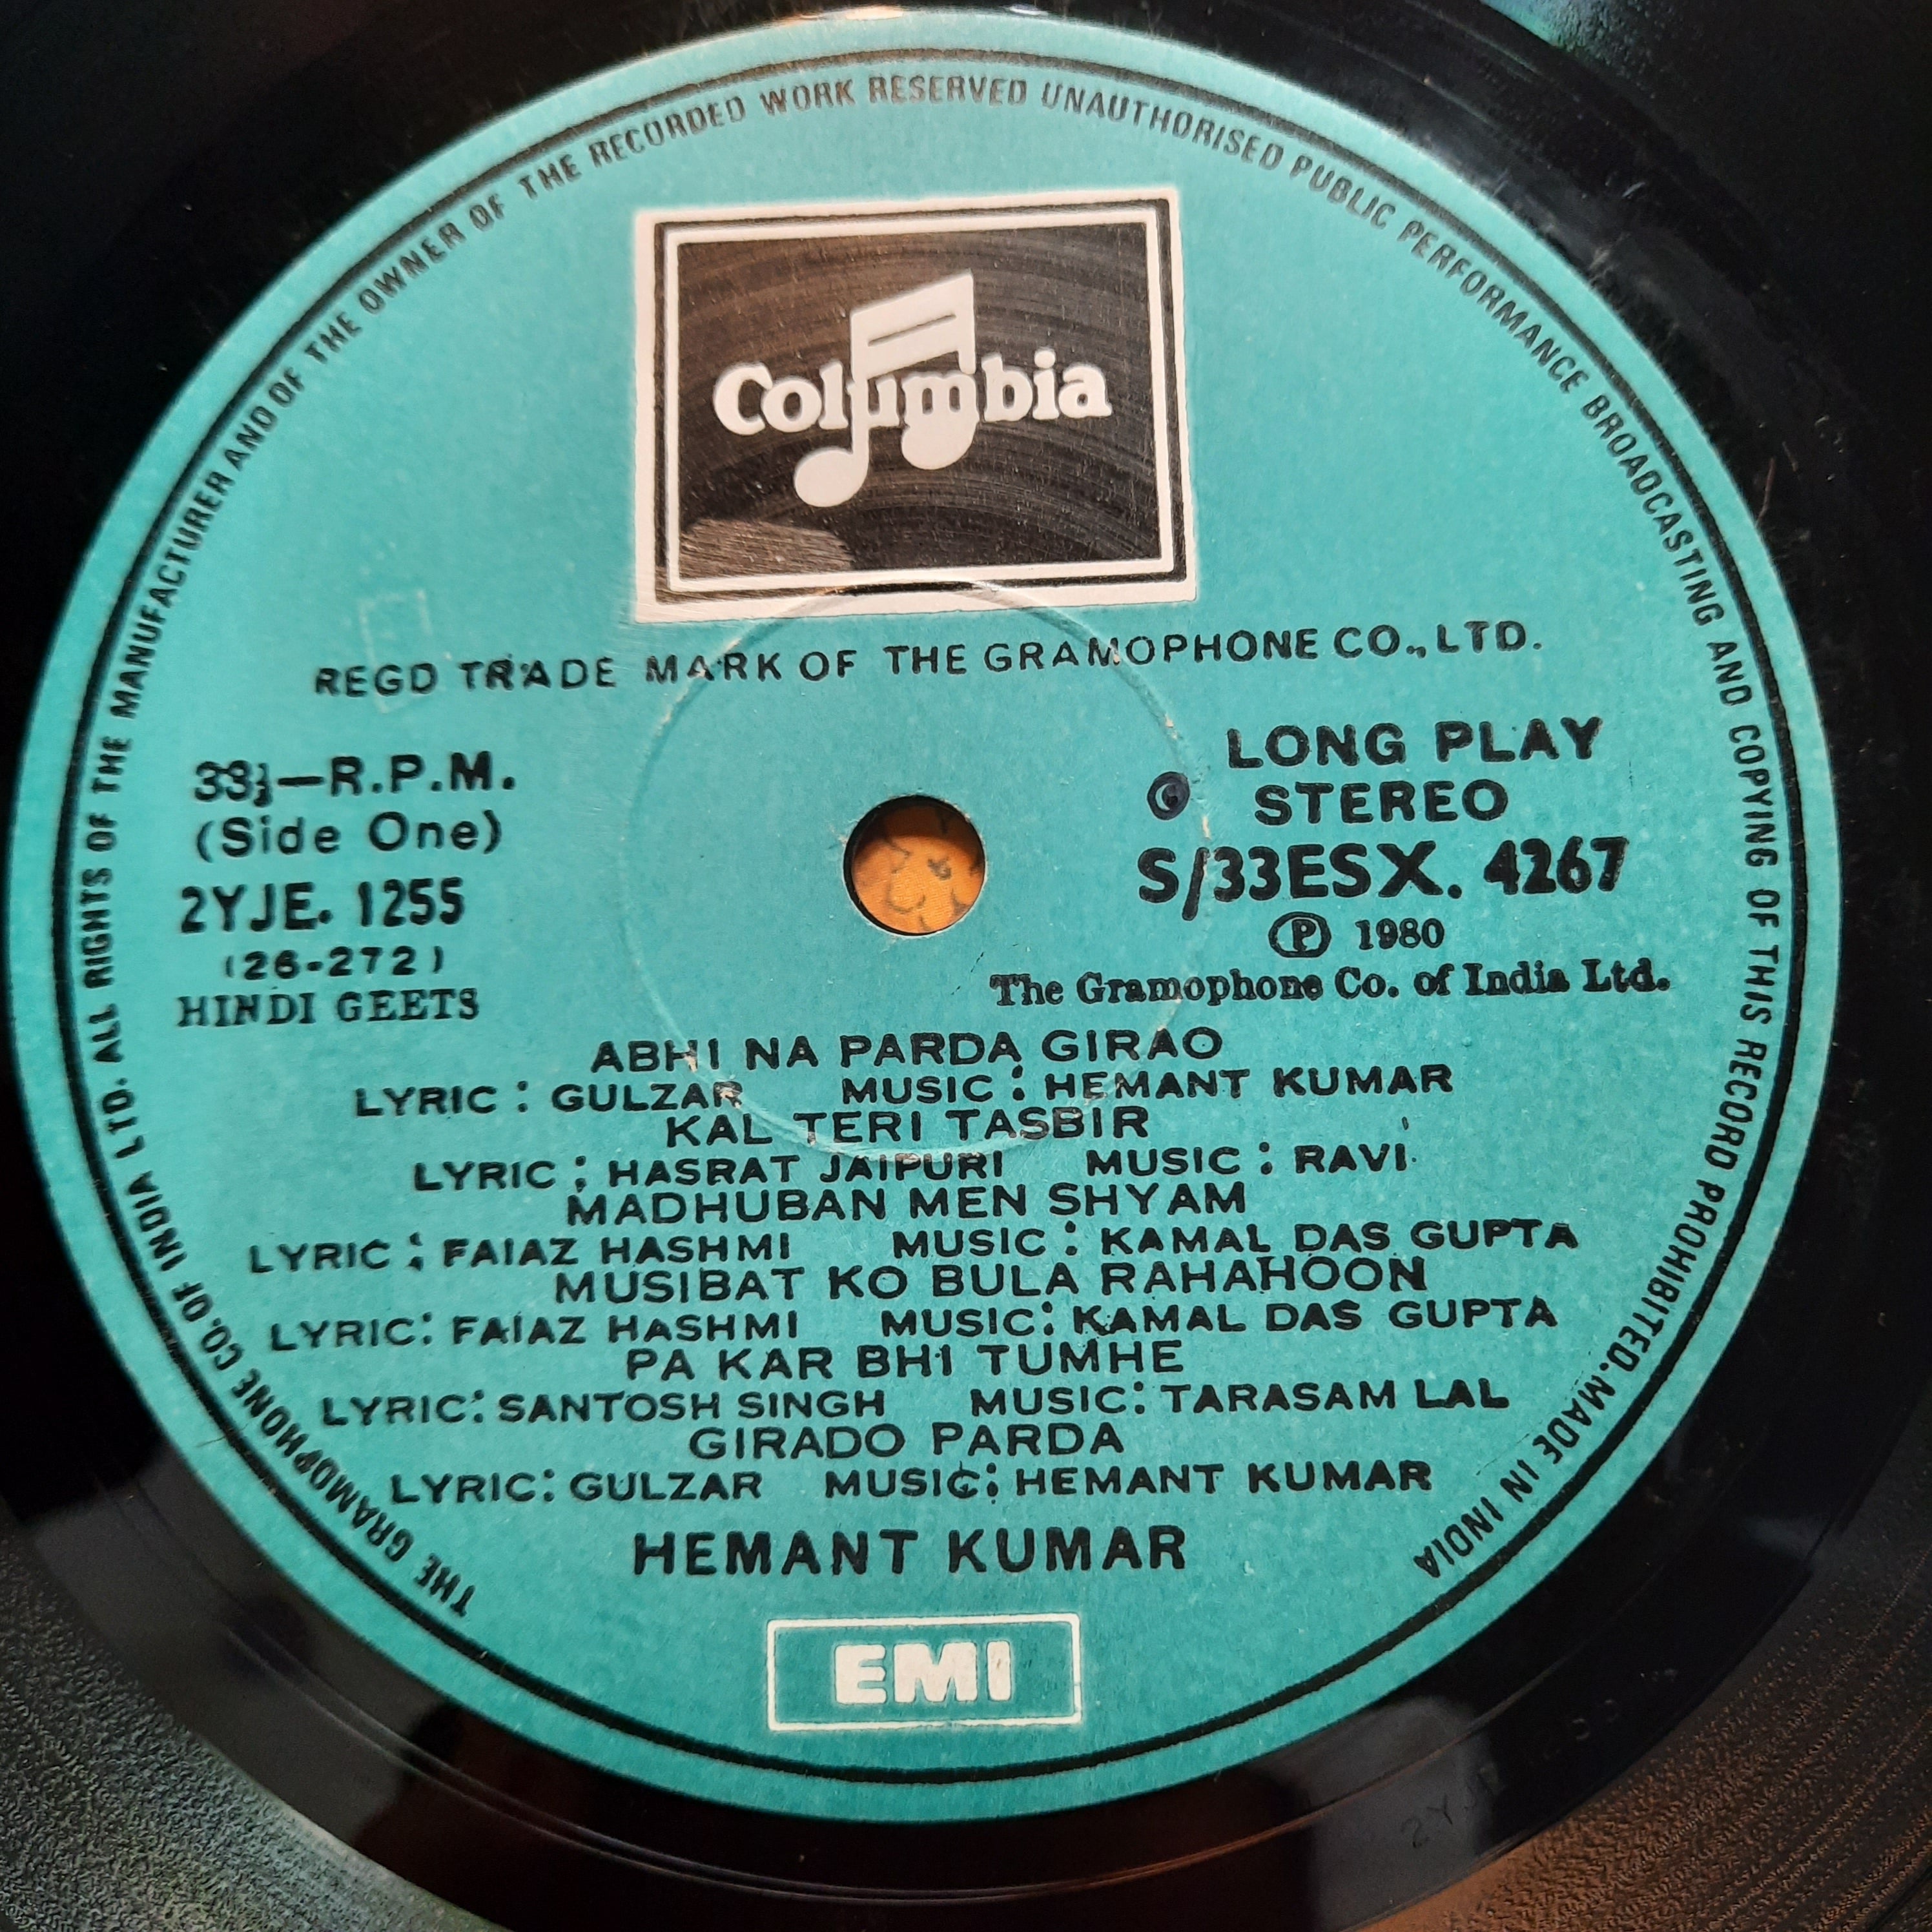 THE GRAMOPHONE CO. OF INDIA LTD. ALL RIGHTS OF THE MANUFACTURER AND OF THE OWNER OF THE RECORDED WORK RESERVED UNAUTHORISED PUBLIC PERFORMANCE BROADCASTING AND COPYING OF THIS RECORD PROHIBITED. MADE IN INDIA
Columbia
REGD TRADE MARK OF THE GRAMOPHONE CO., LTD.
33⅓—R.P.M.
(Side One)
2YJE. 1255
(26-272)
HINDI GEETS
LONG PLAY
STEREO
S/33ESX. 4267
Ⓟ 1980
The Gramophone Co. of India Ltd.
ABHI NA PARDA GIRAO
LYRIC : GULZAR MUSIC : HEMANT KUMAR
KAL TERI TASBIR
LYRIC : HASRAT JAIPURI MUSIC : RAVI
MADHUBAN MEN SHYAM
LYRIC : FAIAZ HASHMI MUSIC : KAMAL DAS GUPTA
MUSIBAT KO BULA RAHAHOON
LYRIC: FAIAZ HASHMI MUSIC: KAMAL DAS GUPTA
PA KAR BHI TUMHE
LYRIC: SANTOSH SINGH MUSIC: TARASAM LAL
GIRADO PARDA
LYRIC: GULZAR MUSIC: HEMANT KUMAR
HEMANT KUMAR
EMI